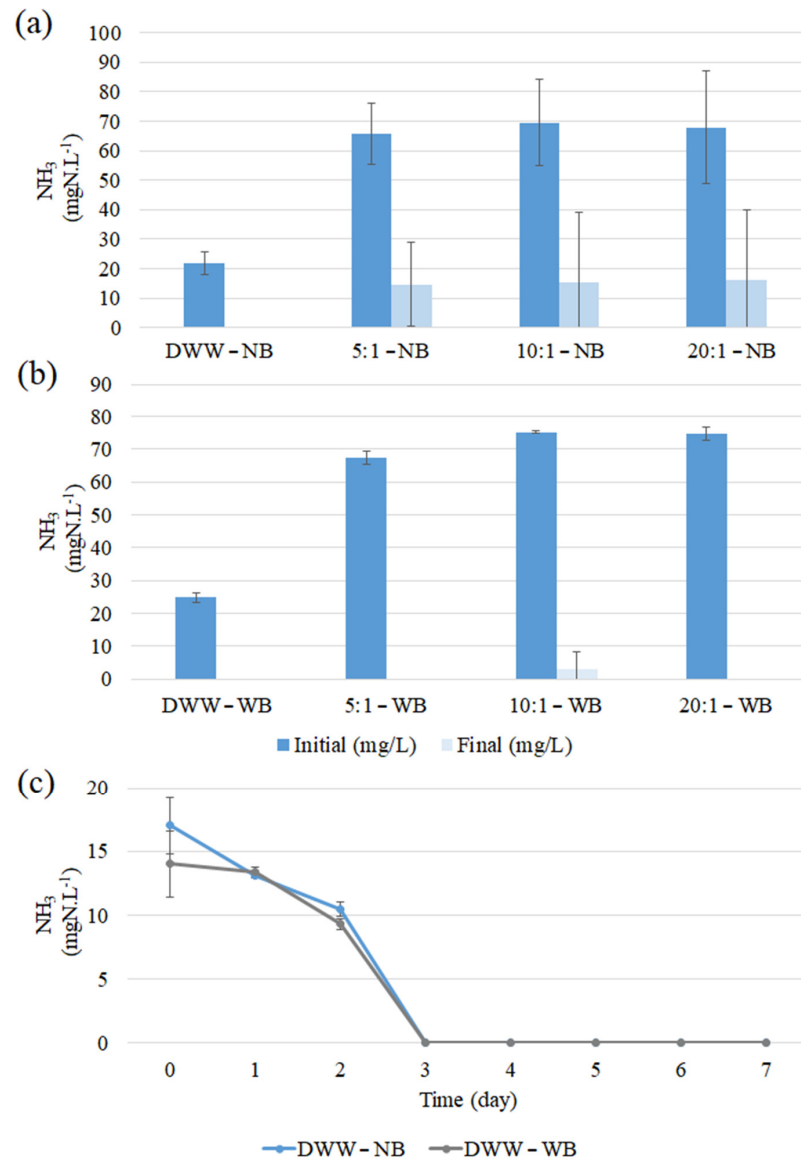 (a)
100
90
80
70
60
50
40
30
20
10
0
NH₃
(mgN.L⁻¹)
DWW – NB 5:1 – NB 10:1 – NB 20:1 – NB
(b)
90
80
70
60
50
40
30
20
10
0
NH₃
(mgN.L⁻¹)
DWW – WB 5:1 – WB 10:1 – WB 20:1 – WB
Initial (mg/L) Final (mg/L)
(c)
20
15
10
5
0
NH₃
(mgN.L⁻¹)
0 1 2 3 4 5 6 7
Time (day)
DWW – NB DWW – WB